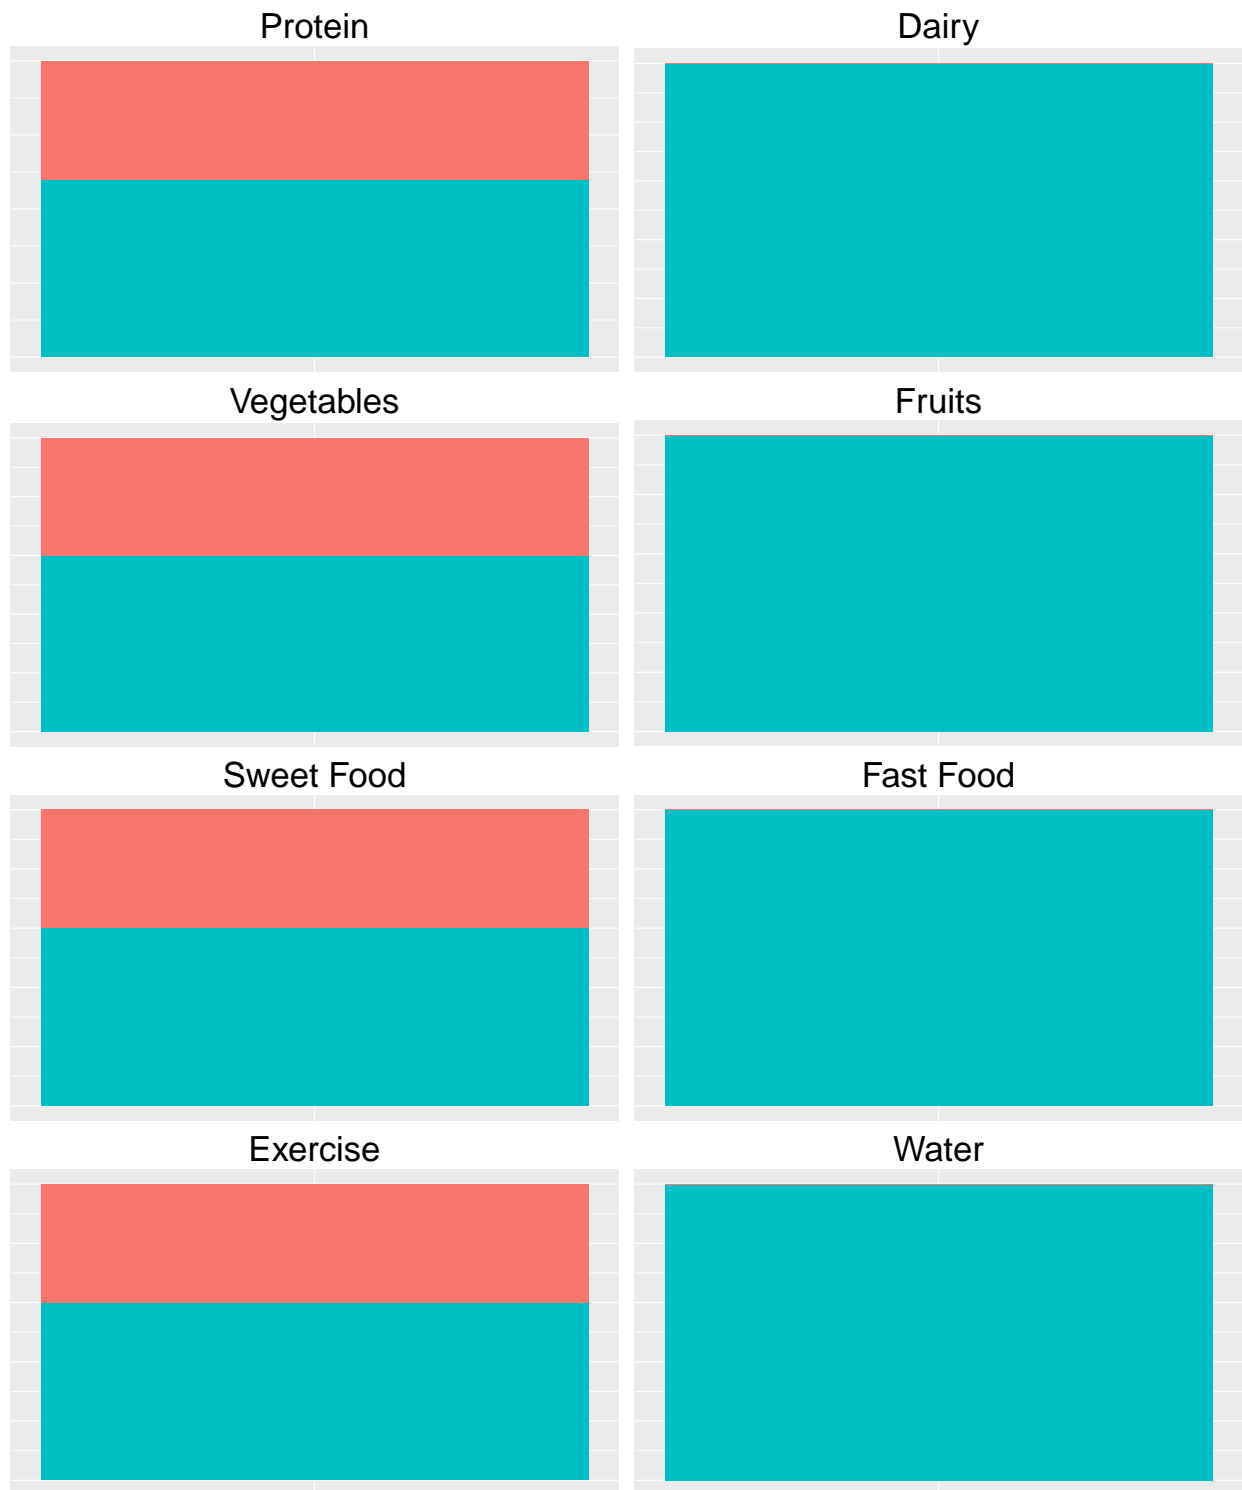 Protein
Dairy
Vegetables
Fruits
Sweet Food
Fast Food
Exercise
Water